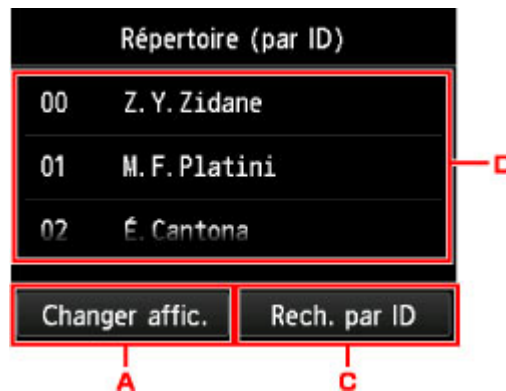 Répertoire (par ID)
00 Z. Y. Zidane
01 M. F. Platini
02 É. Cantona
Changer affic. Rech. par ID
A C